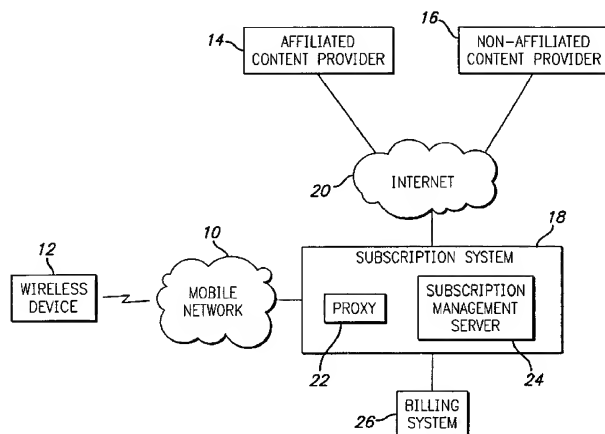 14
AFFILIATED
CONTENT PROVIDER
16
NON-AFFILIATED
CONTENT PROVIDER
20
INTERNET
18
SUBSCRIPTION SYSTEM
10
MOBILE
NETWORK
12
WIRELESS
DEVICE
PROXY
22
SUBSCRIPTION
MANAGEMENT
SERVER
24
26
BILLING
SYSTEM